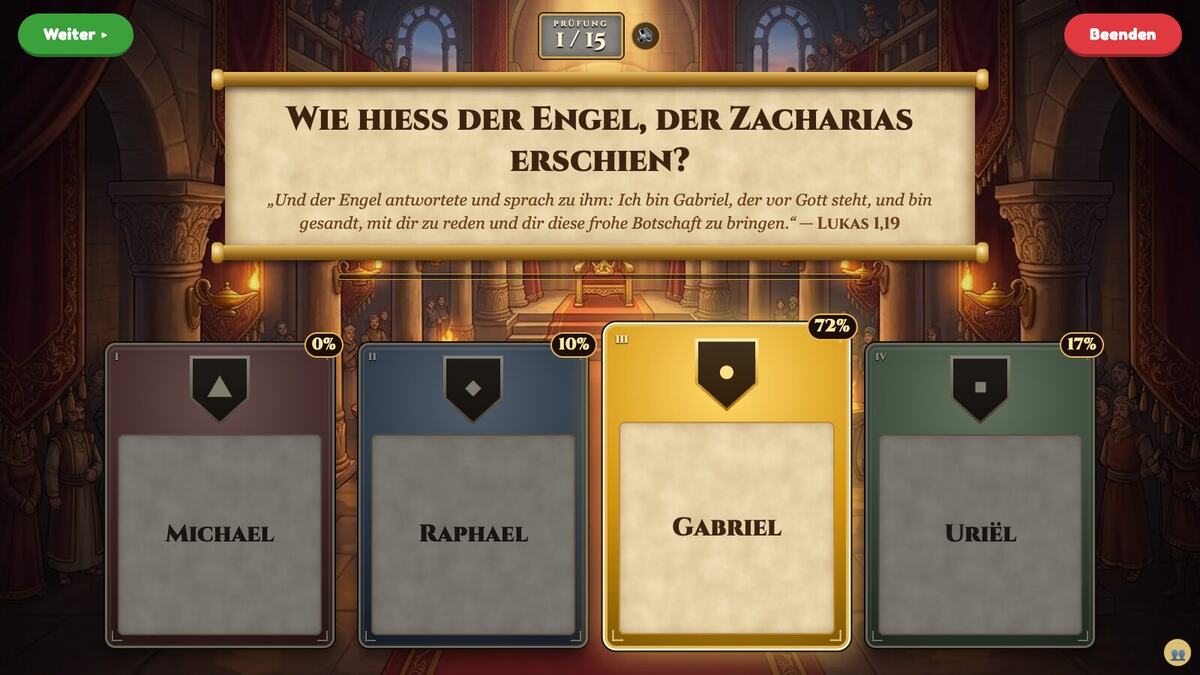 Weiter ▸
PRÜFUNG
1 / 15
Beenden
WIE HIESS DER ENGEL, DER ZACHARIAS
ERSCHIEN?
„Und der Engel antwortete und sprach zu ihm: Ich bin Gabriel, der vor Gott steht, und bin
gesandt, mit dir zu reden und dir diese frohe Botschaft zu bringen.“ — LUKAS 1,19
I
0%
MICHAEL
II
10%
RAPHAEL
III
72%
GABRIEL
IV
17%
URIËL